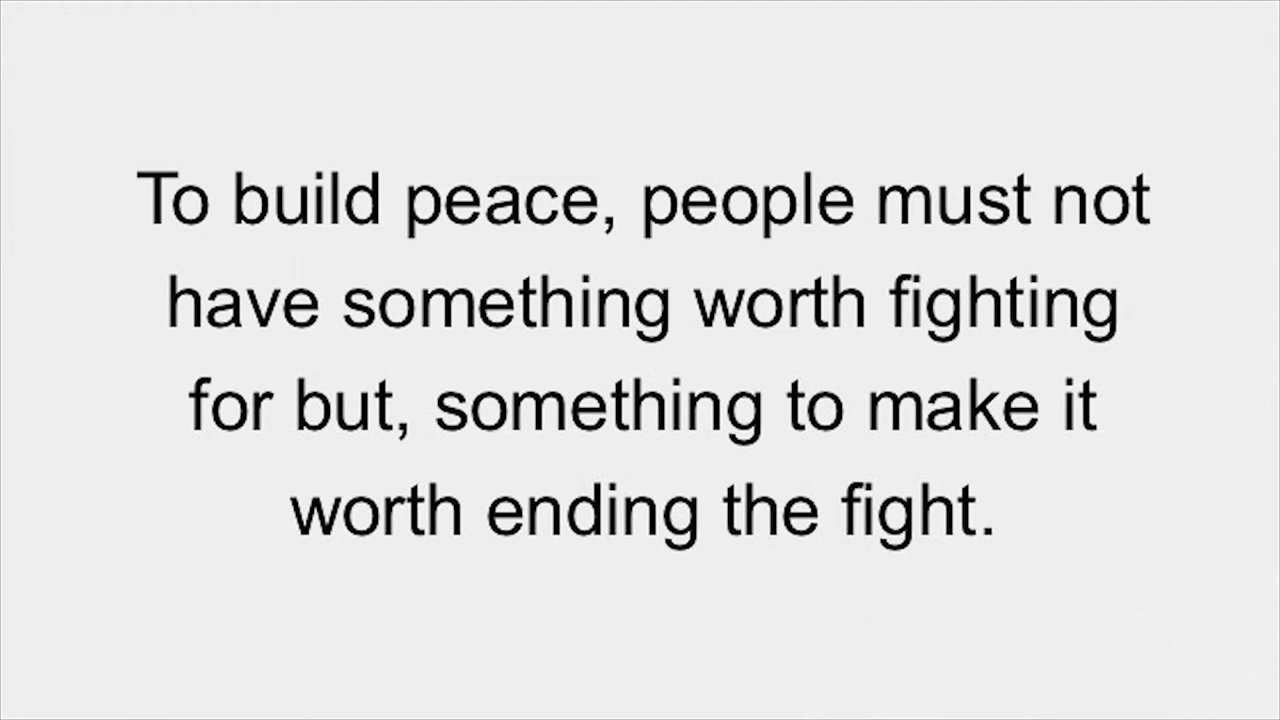 To build peace, people must not
have something worth fighting
for but, something to make it
worth ending the fight.